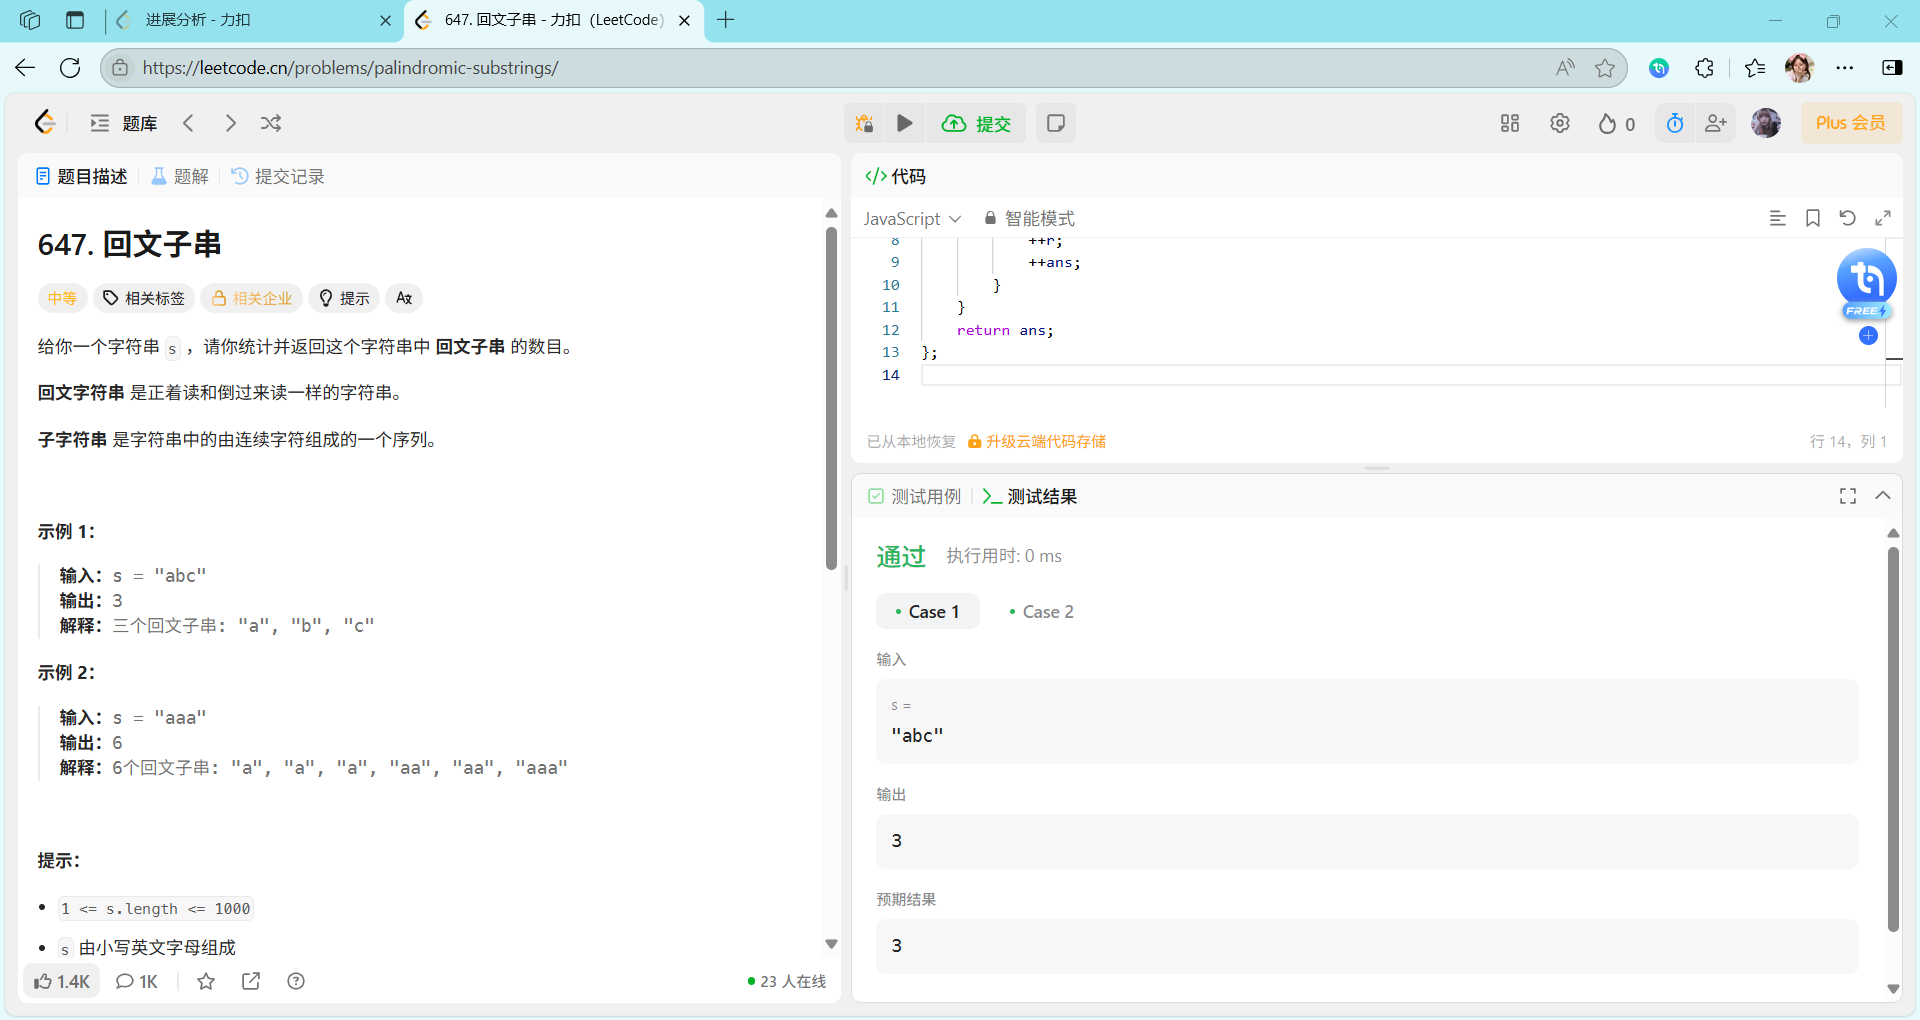 进展分析 - 力扣
647. 回文子串 - 力扣（LeetCode）
https://leetcode.cn/problems/palindromic-substrings/
题库
提交
0
Plus 会员
题目描述
题解
提交记录
647. 回文子串
中等
相关标签
相关企业
提示
给你一个字符串 s ，请你统计并返回这个字符串中 回文子串 的数目。
回文字符串 是正着读和倒过来读一样的字符串。
子字符串 是字符串中的由连续字符组成的一个序列。
示例 1：
输入：s = "abc"
输出：3
解释：三个回文子串: "a", "b", "c"
示例 2：
输入：s = "aaa"
输出：6
解释：6个回文子串: "a", "a", "a", "aa", "aa", "aaa"
提示：
1 <= s.length <= 1000
s 由小写英文字母组成
1.4K
1K
23 人在线
代码
JavaScript
智能模式
8 ++r;
9 ++ans;
10 }
11 }
12 return ans;
13 };
14
FREE
已从本地恢复
升级云端代码存储
行 14，列 1
测试用例
测试结果
通过
执行用时: 0 ms
Case 1
Case 2
输入
s =
"abc"
输出
3
预期结果
3